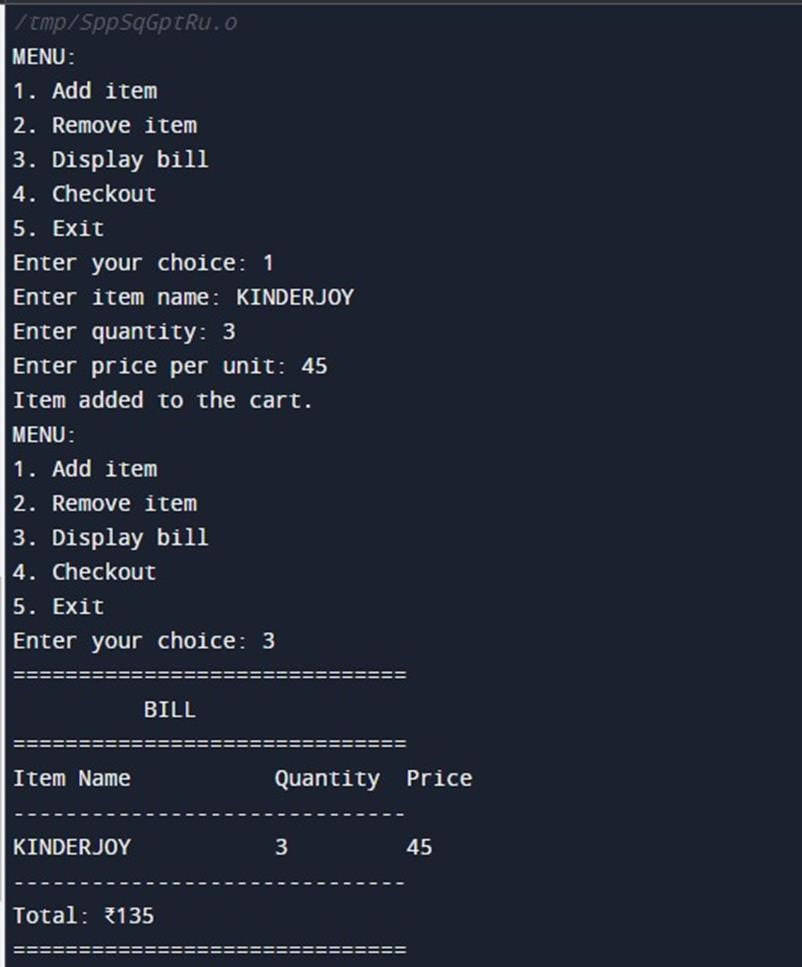 /tmp/SppSqGptRu.o
MENU:
1. Add item
2. Remove item
3. Display bill
4. Checkout
5. Exit
Enter your choice: 1
Enter item name: KINDERJOY
Enter quantity: 3
Enter price per unit: 45
Item added to the cart.
MENU:
1. Add item
2. Remove item
3. Display bill
4. Checkout
5. Exit
Enter your choice: 3
==============================
          BILL
==============================
Item Name           Quantity  Price
------------------------------
KINDERJOY           3         45
------------------------------
Total: ₹135
==============================